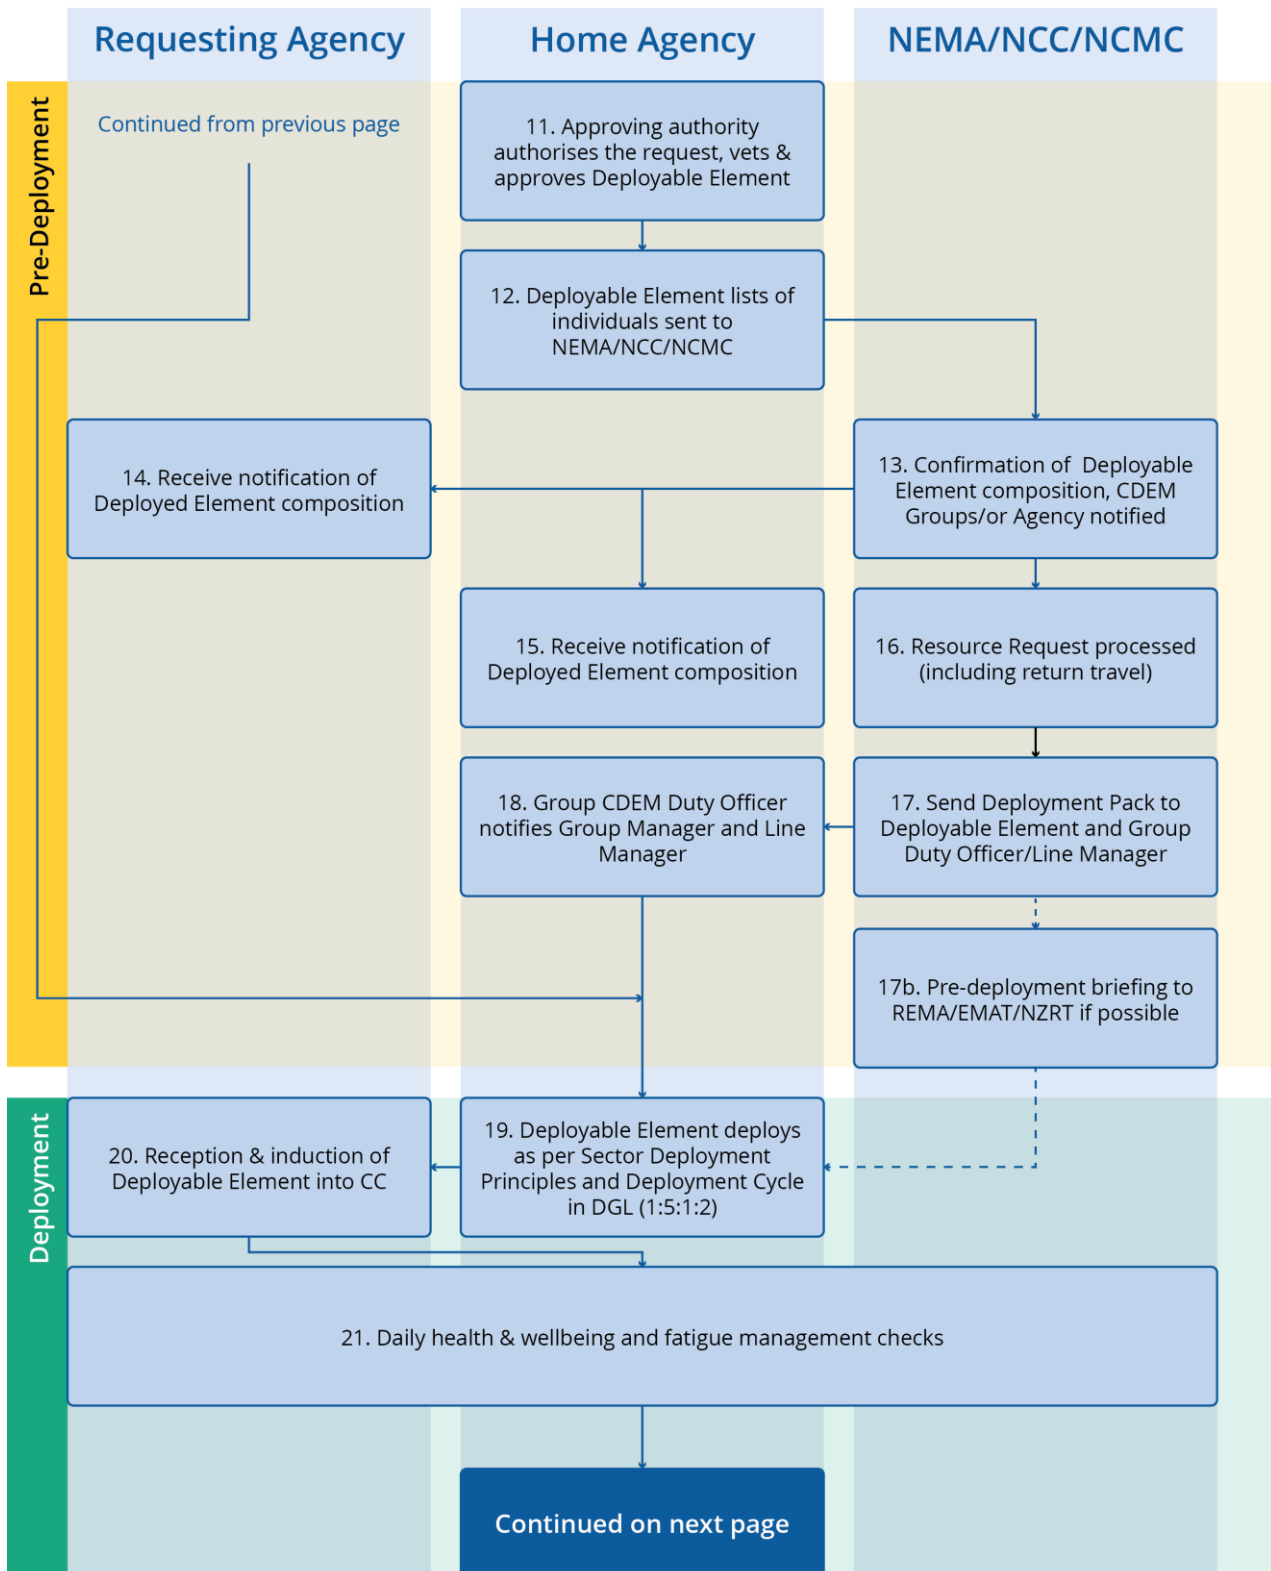 Requesting Agency
Home Agency
NEMA/NCC/NCMC
Pre-Deployment
Continued from previous page
11. Approving authority
authorises the request, vets &
approves Deployable Element
12. Deployable Element lists of
individuals sent to
NEMA/NCC/NCMC
14. Receive notification of
Deployed Element composition
13. Confirmation of  Deployable
Element composition, CDEM
Groups/or Agency notified
15. Receive notification of
Deployed Element composition
16. Resource Request processed
(including return travel)
18. Group CDEM Duty Officer
notifies Group Manager and Line
Manager
17. Send Deployment Pack to
Deployable Element and Group
Duty Officer/Line Manager
17b. Pre-deployment briefing to
REMA/EMAT/NZRT if possible
Deployment
20. Reception & induction of
Deployable Element into CC
19. Deployable Element deploys
as per Sector Deployment
Principles and Deployment Cycle
in DGL (1:5:1:2)
21. Daily health & wellbeing and fatigue management checks
Continued on next page